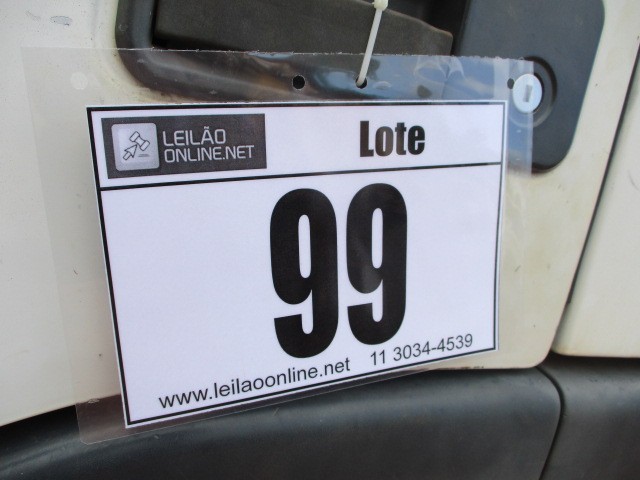 LEILÃO
ONLINE.NET
Lote
99
www.leilaoonline.net 11 3034-4539